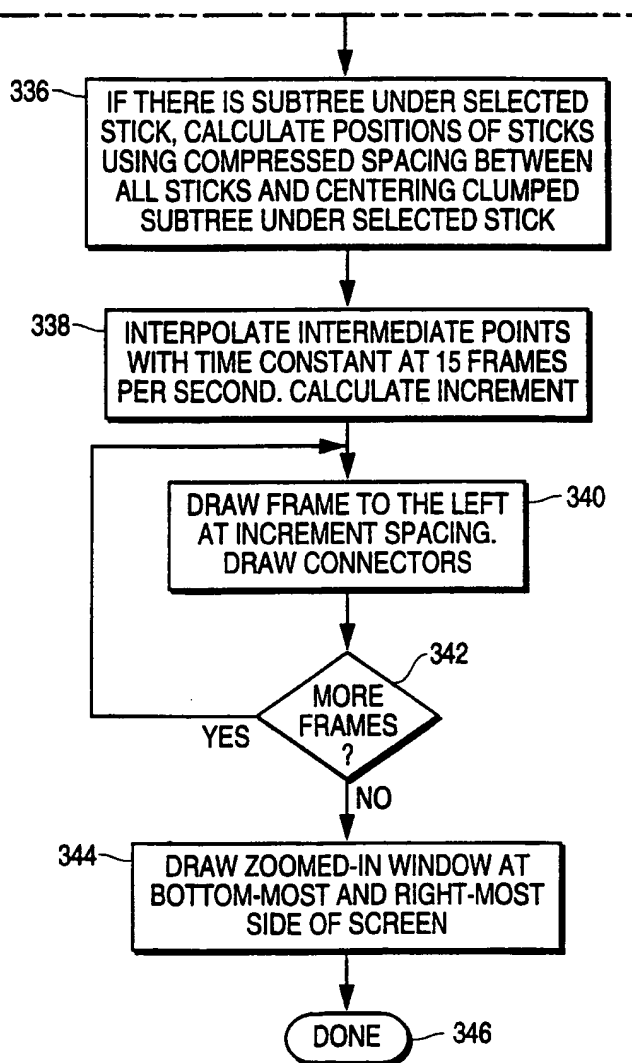 336
IF THERE IS SUBTREE UNDER SELECTED
STICK, CALCULATE POSITIONS OF STICKS
USING COMPRESSED SPACING BETWEEN
ALL STICKS AND CENTERING CLUMPED
SUBTREE UNDER SELECTED STICK
338
INTERPOLATE INTERMEDIATE POINTS
WITH TIME CONSTANT AT 15 FRAMES
PER SECOND. CALCULATE INCREMENT
DRAW FRAME TO THE LEFT
AT INCREMENT SPACING.
DRAW CONNECTORS
340
342
MORE
FRAMES
?
YES
NO
344
DRAW ZOOMED-IN WINDOW AT
BOTTOM-MOST AND RIGHT-MOST
SIDE OF SCREEN
DONE
346